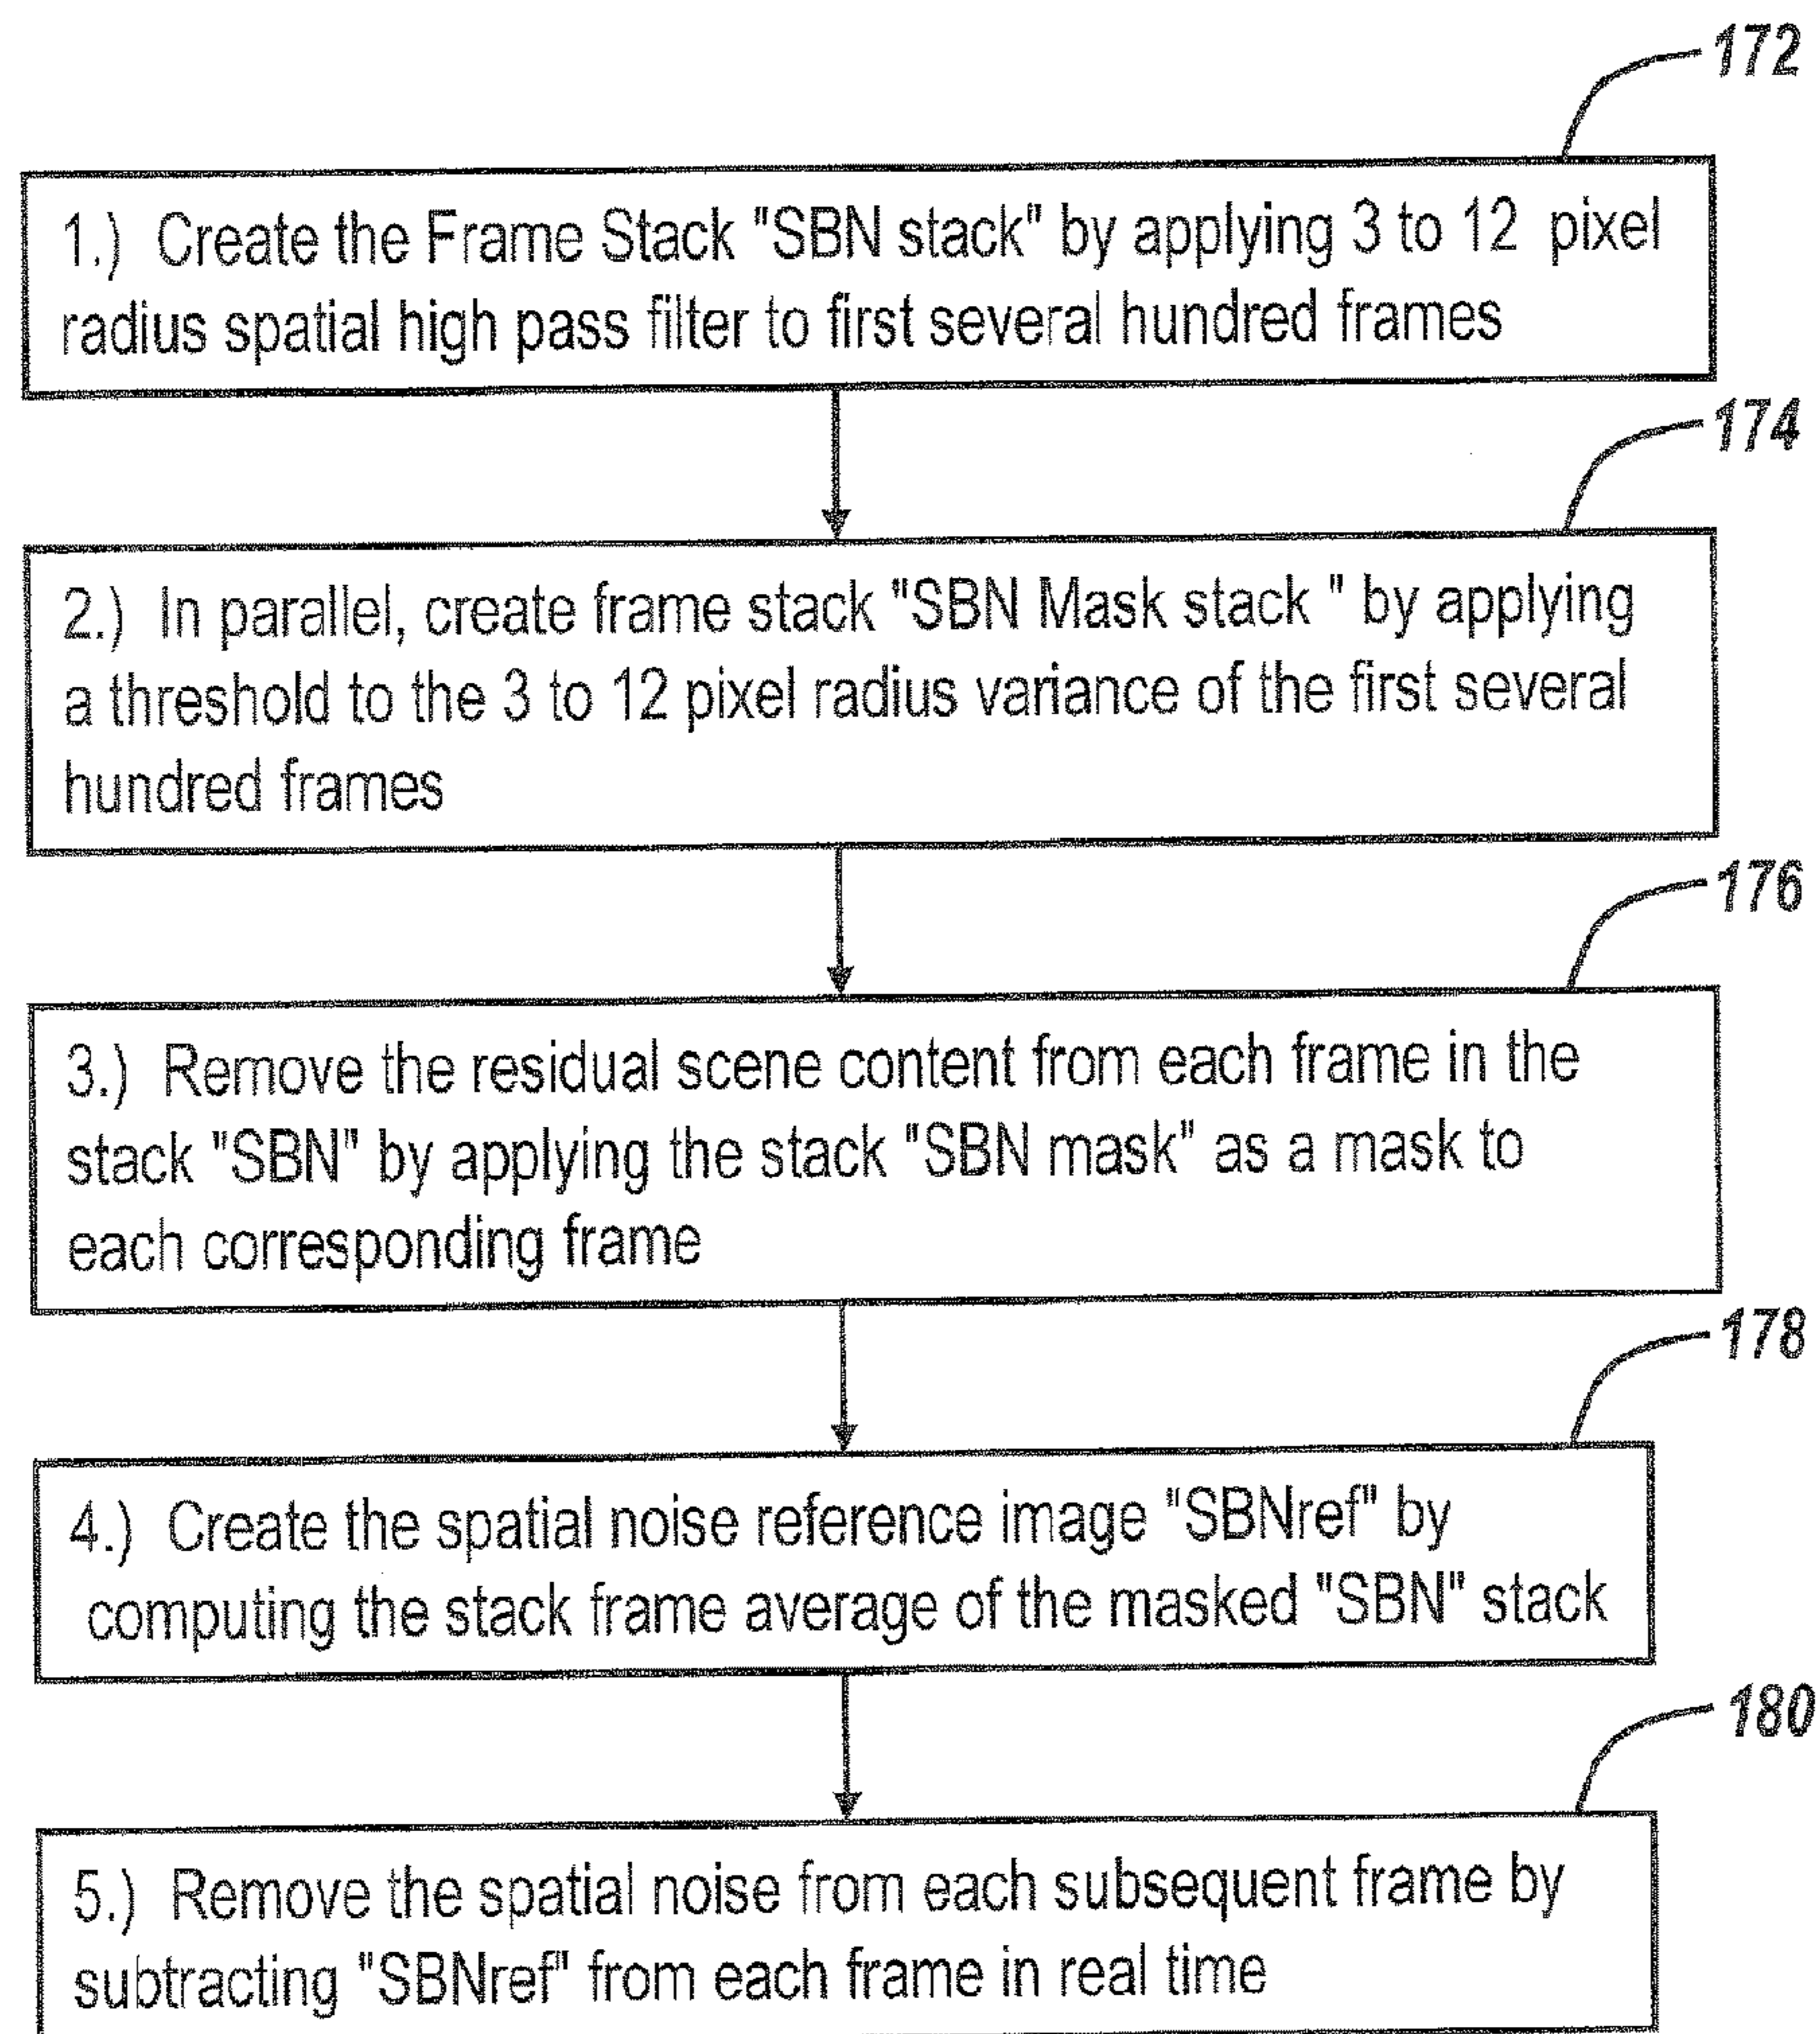 172
1.) Create the Frame Stack "SBN stack" by applying 3 to 12 pixel
radius spatial high pass filter to first several hundred frames
174
2.) In parallel, create frame stack "SBN Mask stack " by applying
a threshold to the 3 to 12 pixel radius variance of the first several
hundred frames
176
3.) Remove the residual scene content from each frame in the
stack "SBN" by applying the stack "SBN mask" as a mask to
each corresponding frame
178
4.) Create the spatial noise reference image "SBNref" by
computing the stack frame average of the masked "SBN" stack
180
5.) Remove the spatial noise from each subsequent frame by
subtracting "SBNref" from each frame in real time